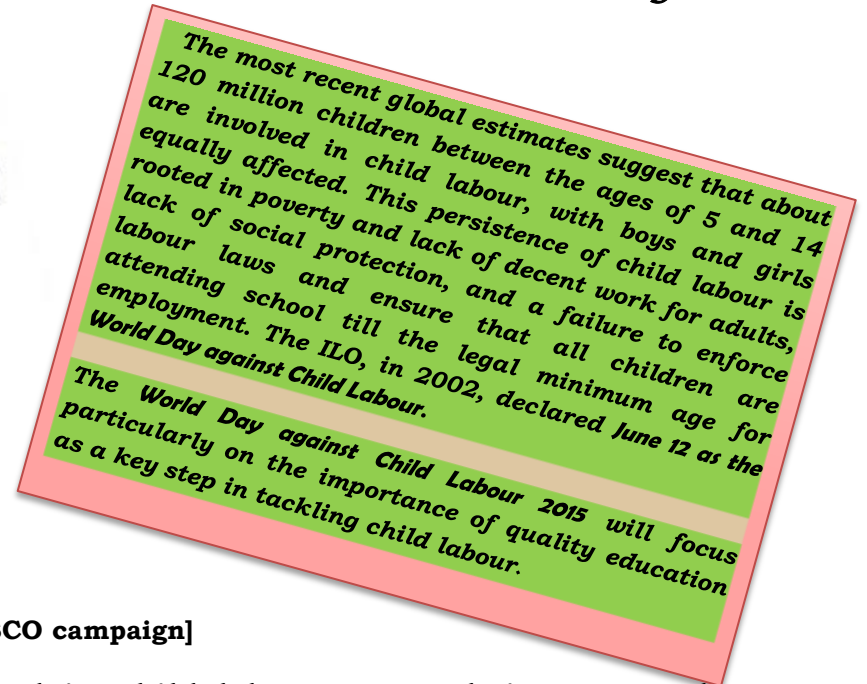 The most recent global estimates suggest that about
120 million children between the ages of 5 and 14
are involved in child labour, with boys and girls
equally affected. This persistence of child labour is
rooted in poverty and lack of decent work for adults,
lack of social protection, and a failure to enforce
labour laws and ensure that all children are
attending school till the legal minimum age for
employment. The ILO, in 2002, declared June 12 as the
World Day against Child Labour.
The World Day against Child Labour 2015 will focus
particularly on the importance of quality education
as a key step in tackling child labour.
CO campaign]